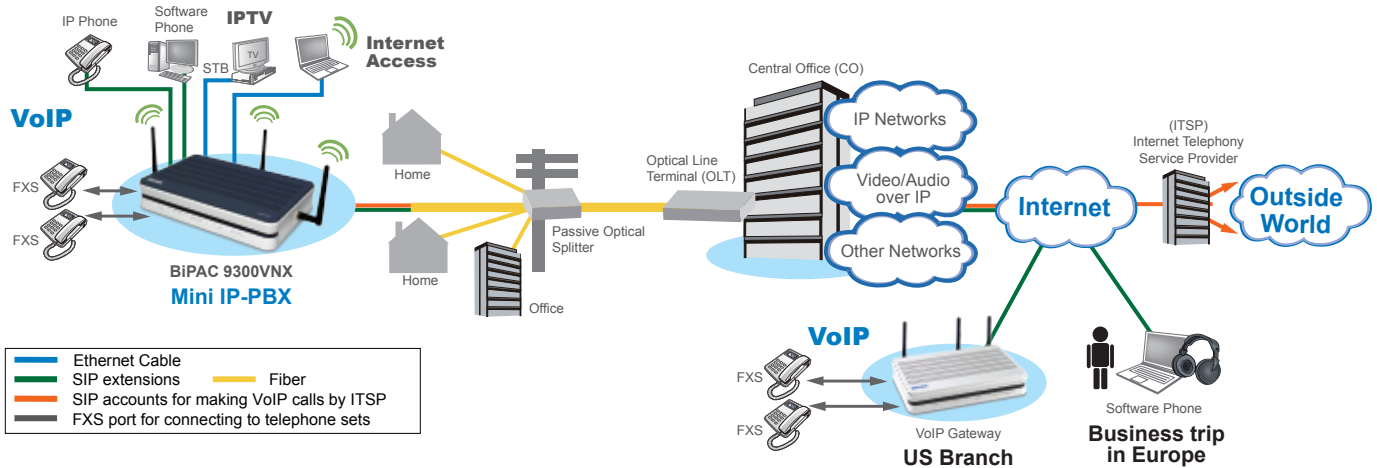 IP Phone
Software
Phone
IPTV
STB
TV
Internet
Access
VoIP
FXS
FXS
BiPAC 9300VNX
Mini IP-PBX
Home
Home
Passive Optical
Splitter
Office
Optical Line
Terminal (OLT)
Central Office (CO)
IP Networks
Video/Audio
over IP
Other Networks
Internet
(ITSP)
Internet Telephony
Service Provider
Outside
World
VoIP
FXS
FXS
VoIP Gateway
US Branch
Software Phone
Business trip
in Europe
Ethernet Cable
SIP extensions
Fiber
SIP accounts for making VoIP calls by ITSP
FXS port for connecting to telephone sets